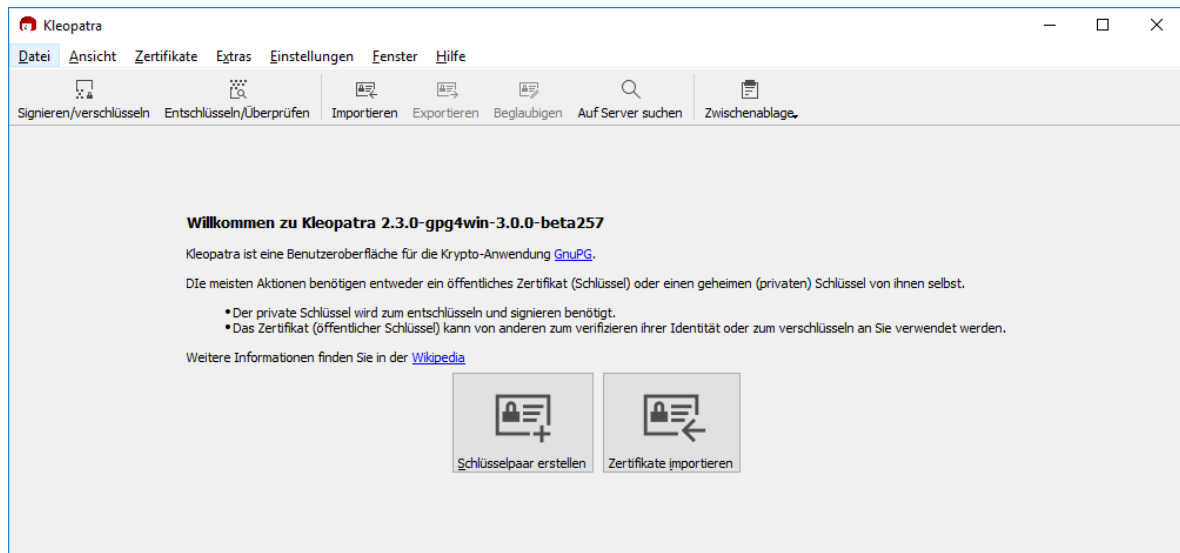 Kleopatra
Datei Ansicht Zertifikate Extras Einstellungen Fenster Hilfe
Signieren/verschlüsseln Entschlüsseln/Überprüfen Importieren Exportieren Beglaubigen Auf Server suchen Zwischenablage
Willkommen zu Kleopatra 2.3.0-gpg4win-3.0.0-beta257
Kleopatra ist eine Benutzeroberfläche für die Krypto-Anwendung GnuPG.
DIe meisten Aktionen benötigen entweder ein öffentliches Zertifikat (Schlüssel) oder einen geheimen (privaten) Schlüssel von ihnen selbst.
•Der private Schlüssel wird zum entschlüsseln und signieren benötigt.
•Das Zertifikat (öffentlicher Schlüssel) kann von anderen zum verifizieren ihrer Identität oder zum verschlüsseln an Sie verwendet werden.
Weitere Informationen finden Sie in der Wikipedia
Schlüsselpaar erstellen Zertifikate importieren